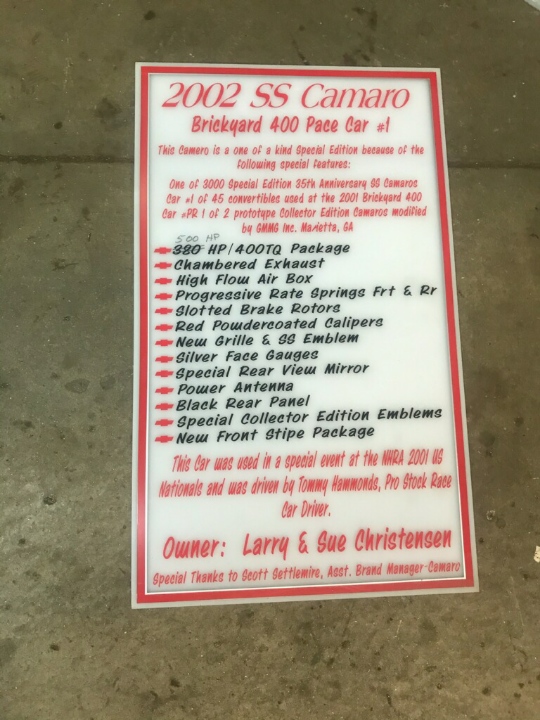 2002 SS Camaro
Brickyard 400 Pace Car #1
This Camero is a one of a kind Special Edition because of the
following special features:
One of 3000 Special Edition 35th Anniversary SS Camaros
Car #1 of 45 convertibles used at the 2001 Brickyard 400
Car #PR 1 of 2 prototype Collector Edition Camaros modified
by GMMG Inc. Marietta, GA
500 HP
380 HP/400TQ Package
Chambered Exhaust
High Flow Air Box
Progressive Rate Springs Frt & Rr
Slotted Brake Rotors
Red Powdercoated Calipers
New Grille & SS Emblem
Silver Face Gauges
Special Rear View Mirror
Power Antenna
Black Rear Panel
Special Collector Edition Emblems
New Front Stipe Package
This Car was used in a special event at the NHRA 2001 US
Nationals and was driven by Tommy Hammonds, Pro Stock Race
Car Driver.
Owner: Larry & Sue Christensen
Special Thanks to Scott Settlemire, Asst. Brand Manager-Camaro